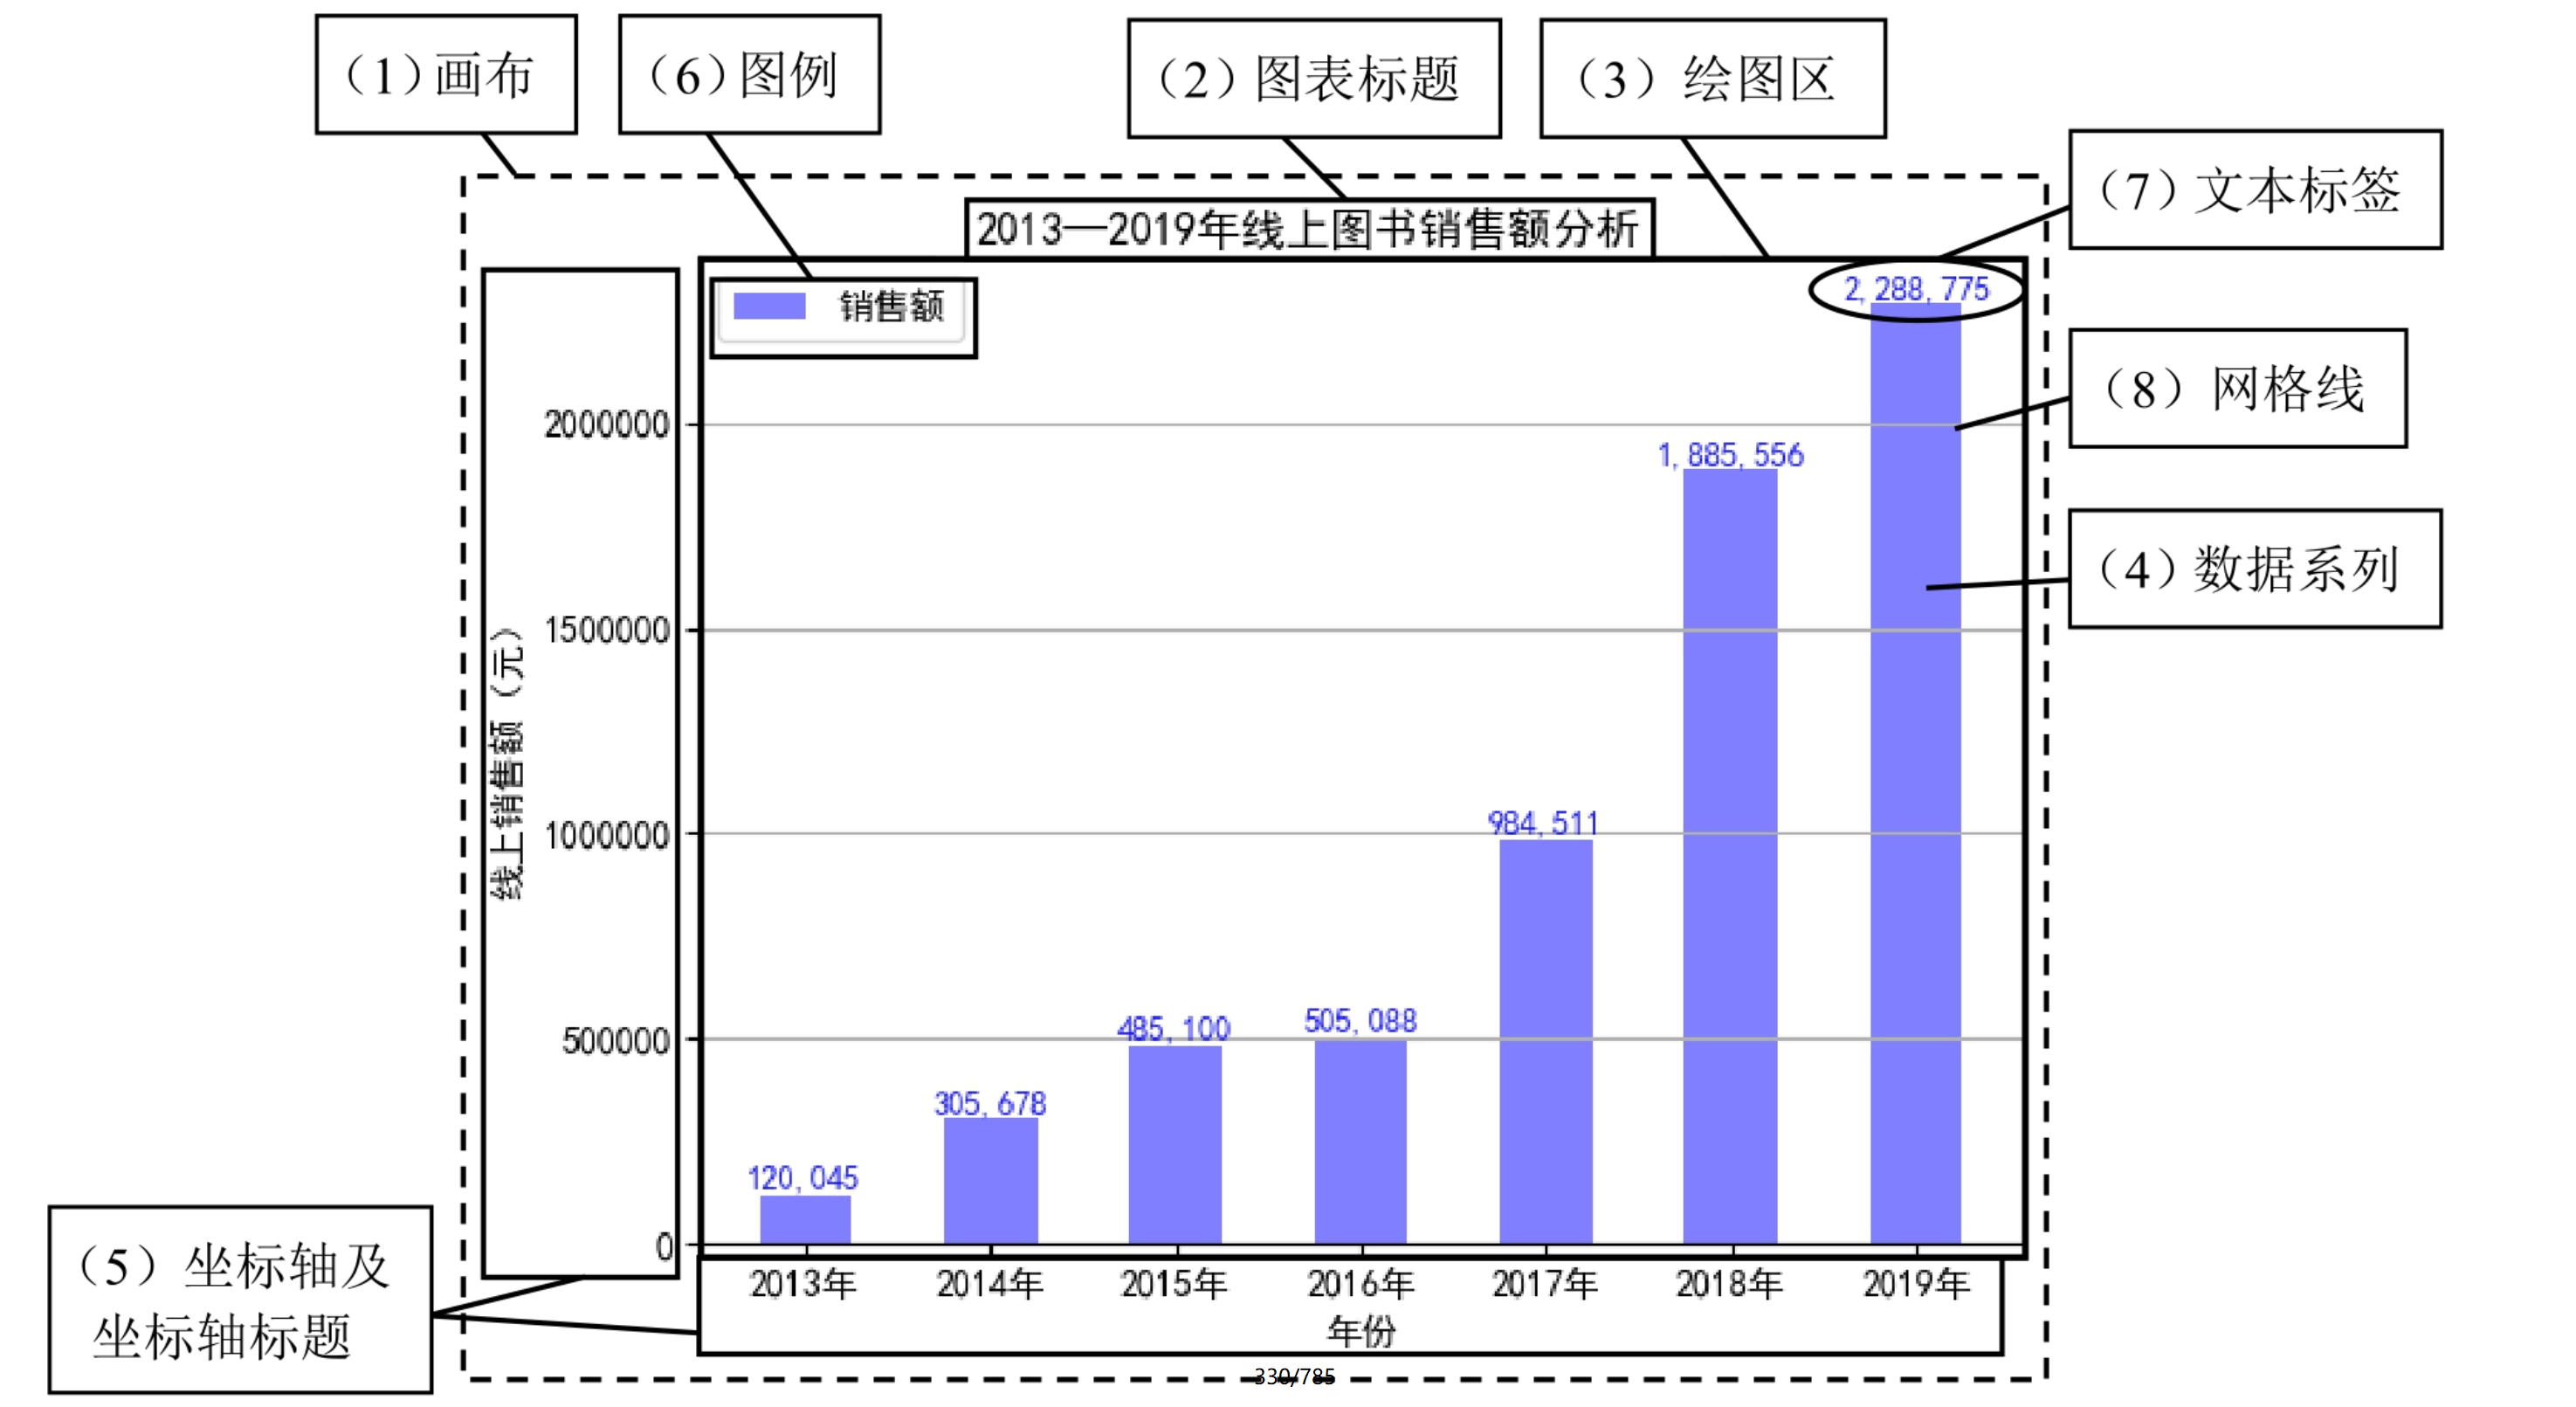 （1）画布
（6）图例
（2）图表标题
（3）绘图区
（7）文本标签
2013—2019年线上图书销售额分析
销售额
2, 288, 775
（8）网格线
2000000
1, 885, 556
（4）数据系列
1500000
线上销售额（元）
984, 511
1000000
505, 088
485, 100
500000
305, 678
120, 045
0
（5）坐标轴及
坐标轴标题
2013年 2014年 2015年 2016年 2017年 2018年 2019年
年份
330/785